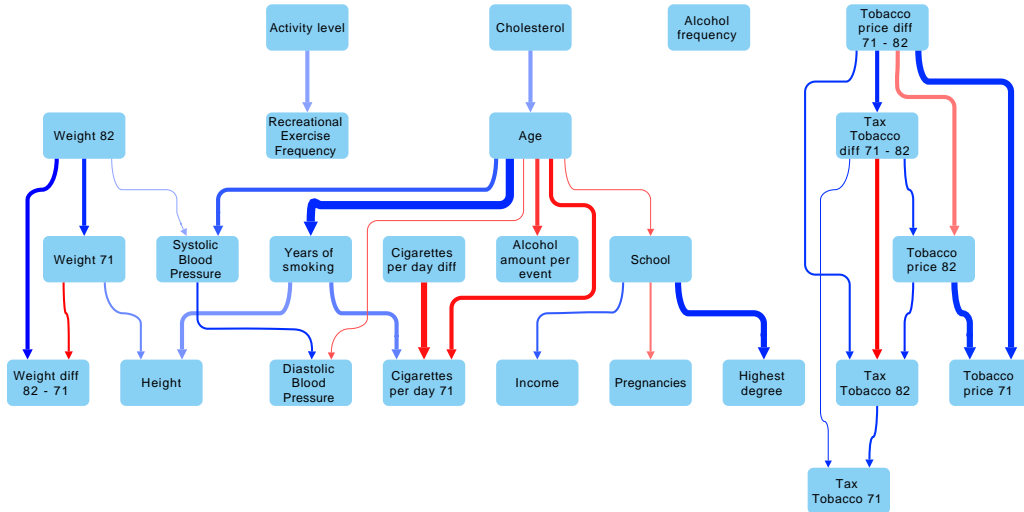 Activity level
Cholesterol
Alcohol
frequency
Tobacco
price diff
71 - 82
Weight 82
Recreational
Exercise
Frequency
Age
Tax
Tobacco
diff 71 - 82
Weight 71
Systolic
Blood
Pressure
Years of
smoking
Cigarettes
per day diff
Alcohol
amount per
event
School
Tobacco
price 82
Weight diff
82 - 71
Height
Diastolic
Blood
Pressure
Cigarettes
per day 71
Income
Pregnancies
Highest
degree
Tax
Tobacco 82
Tobacco
price 71
Tax
Tobacco 71